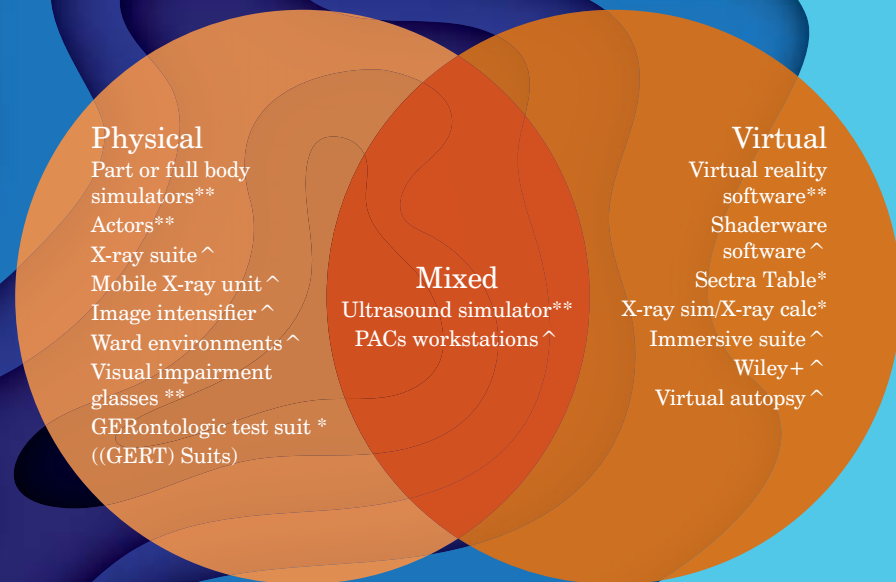 Physical
Part or full body
simulators**
Actors**
X-ray suite^
Mobile X-ray unit^
Image intensifier^
Ward environments^
Visual impairment
glasses **
GERontologic test suit *
((GERT) Suits)
Mixed
Ultrasound simulator**
PACs workstations^
Virtual
Virtual reality
software**
Shaderware
software^
Sectra Table*
X-ray sim/X-ray calc*
Immersive suite^
Wiley+ ^
Virtual autopsy^